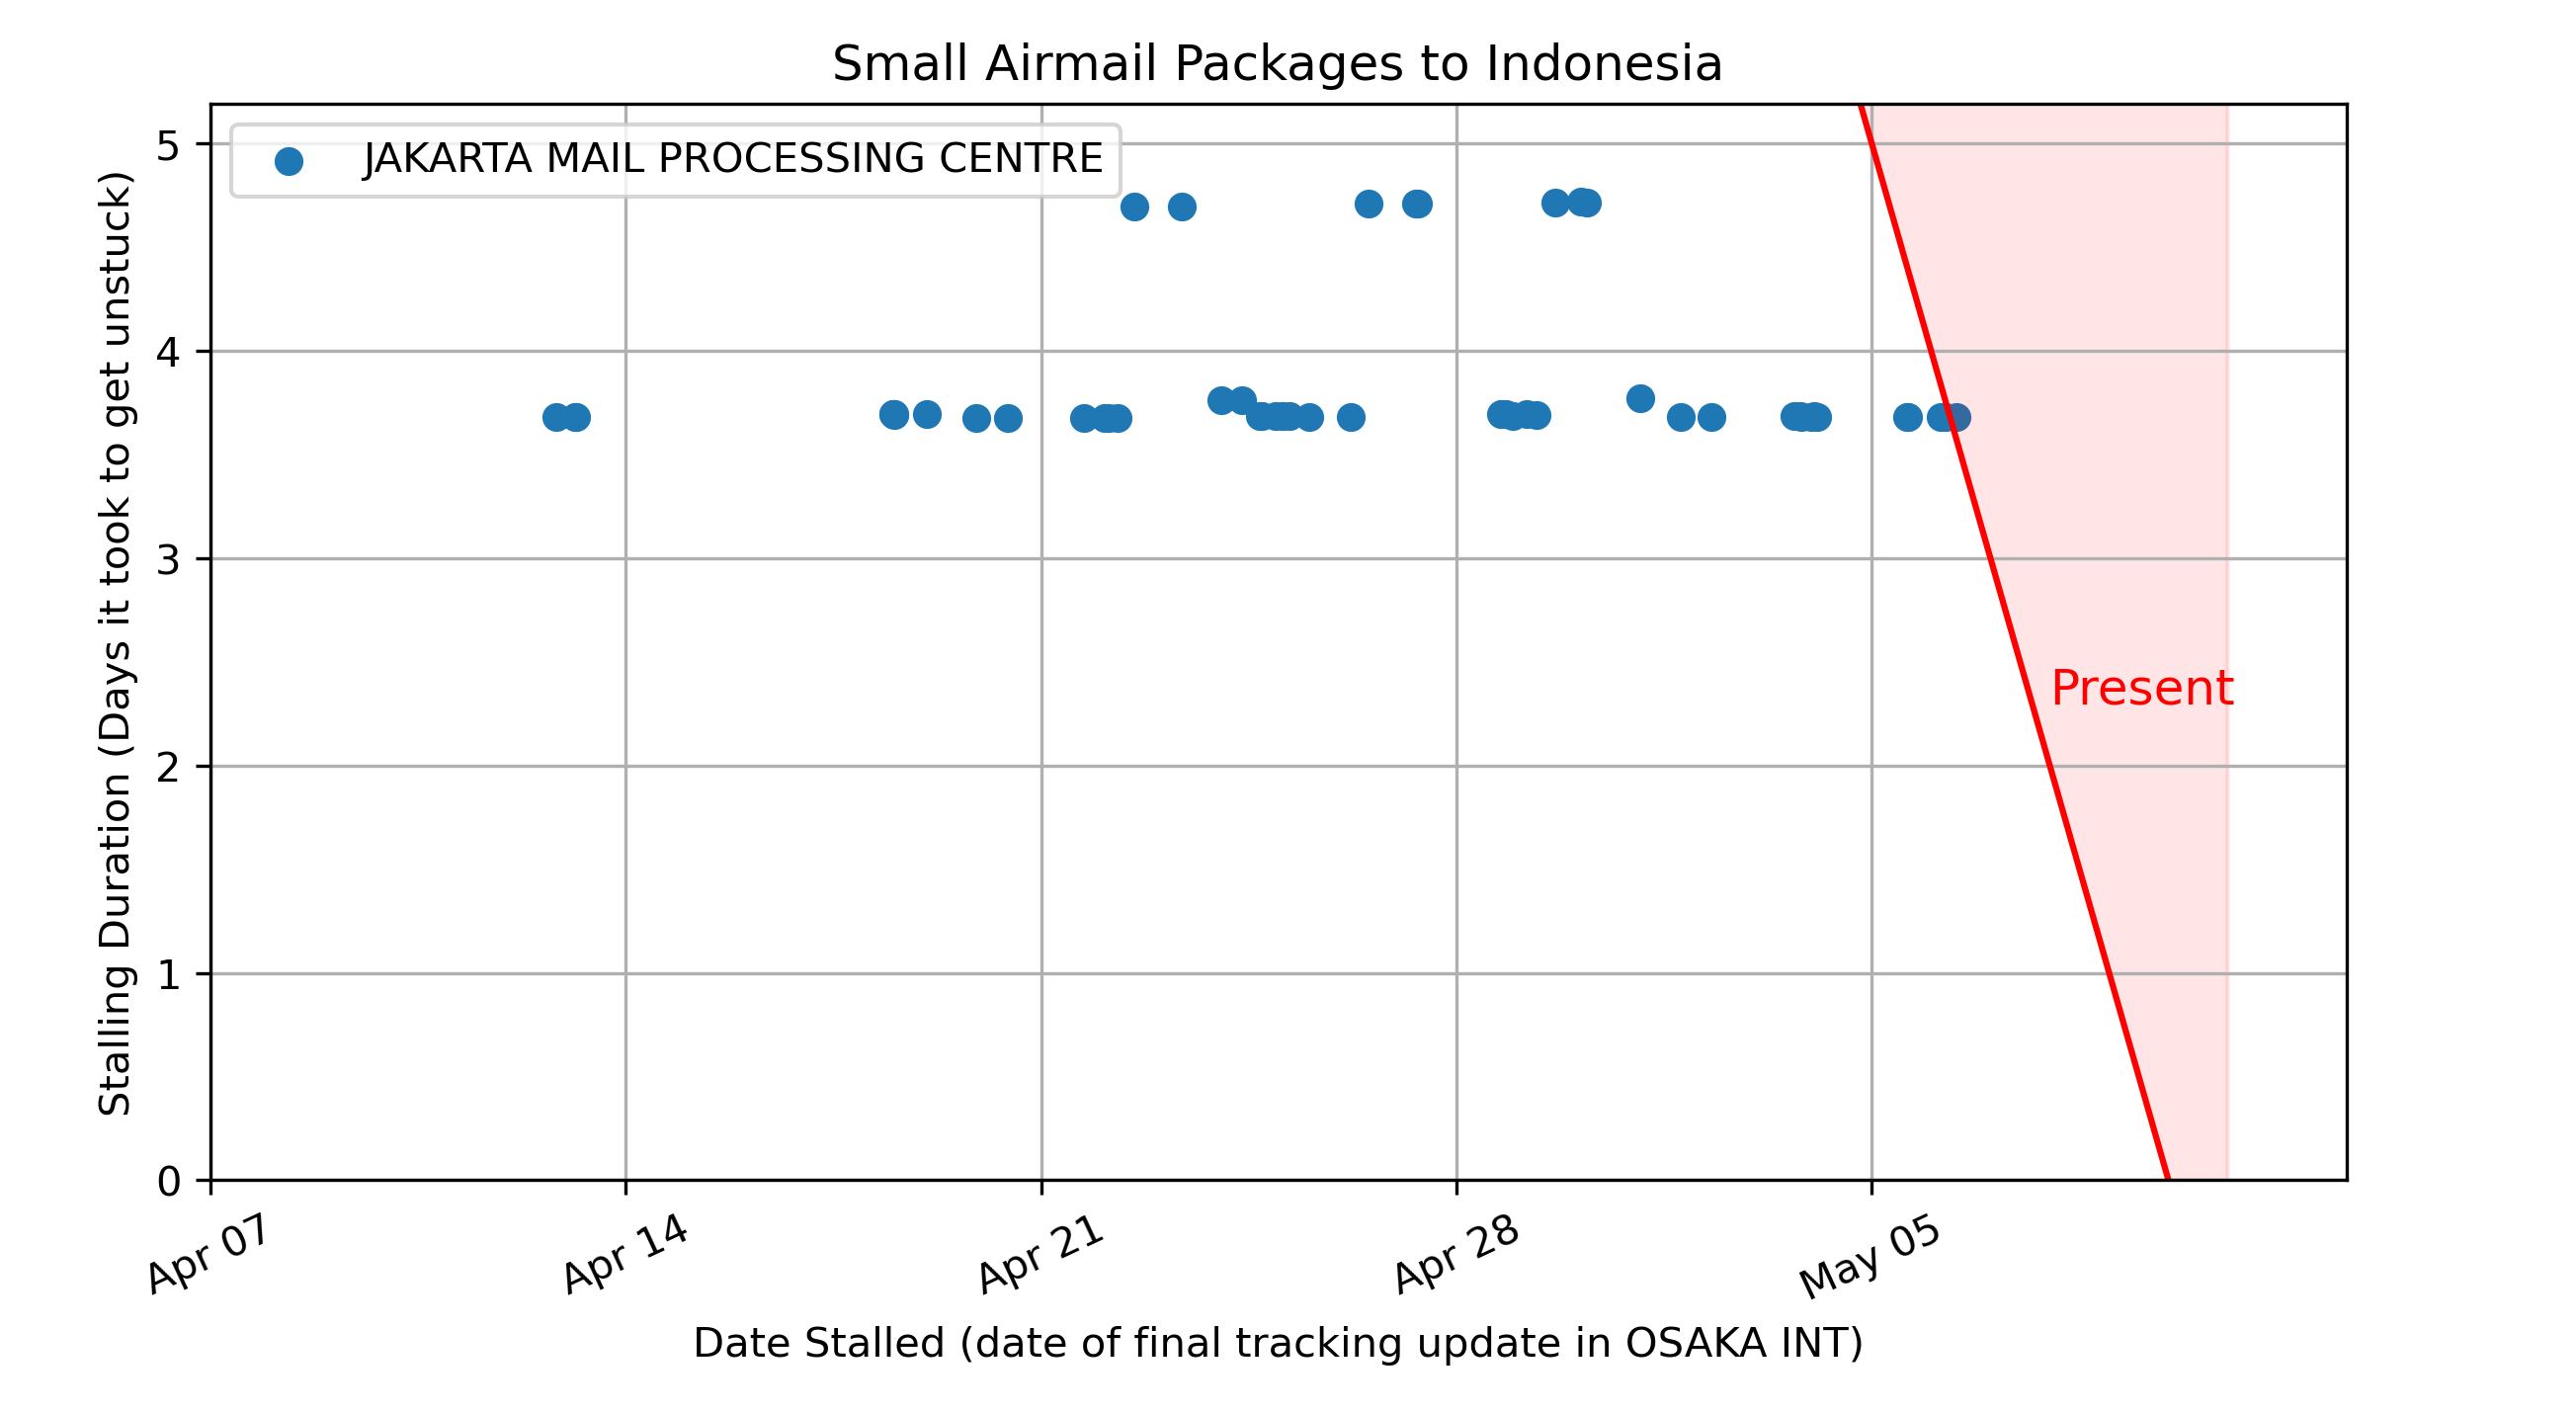 Small Airmail Packages to Indonesia
JAKARTA MAIL PROCESSING CENTRE
Stalling Duration (Days it took to get unstuck)
5
4
3
2
1
0
Present
Apr 07
Apr 14
Apr 21
Apr 28
May 05
Date Stalled (date of final tracking update in OSAKA INT)